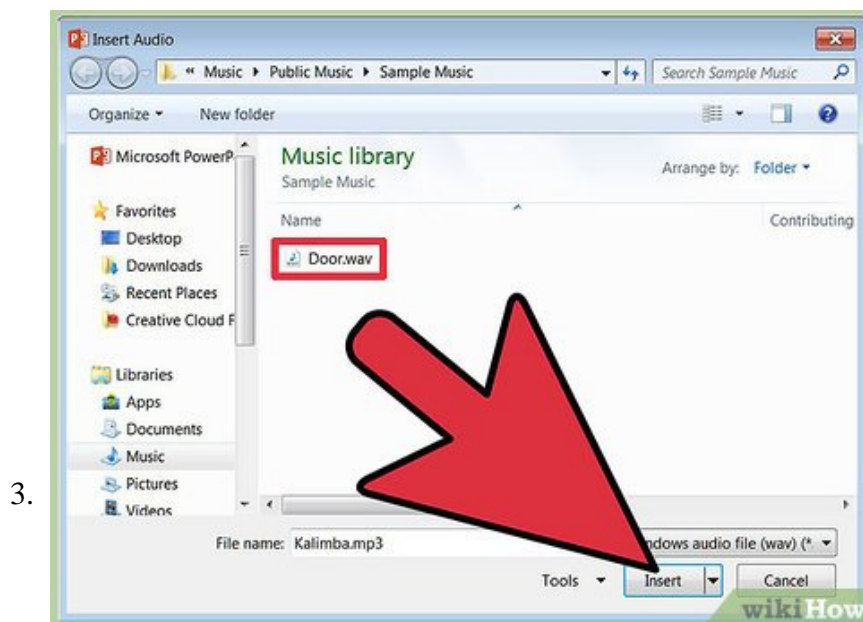 Insert Audio
« Music ▸ Public Music ▸ Sample Music
Search Sample Music
Organize
New folder
Microsoft PowerP
Music library
Sample Music
Arrange by: Folder
Favorites
Name
Contributing
Desktop
Door.wav
Downloads
Recent Places
Creative Cloud F
Libraries
Apps
Documents
Music
3.
Pictures
Videos
File name: Kalimba.mp3
ndows audio file (wav) (*
Tools
Insert
Cancel
wikiHow